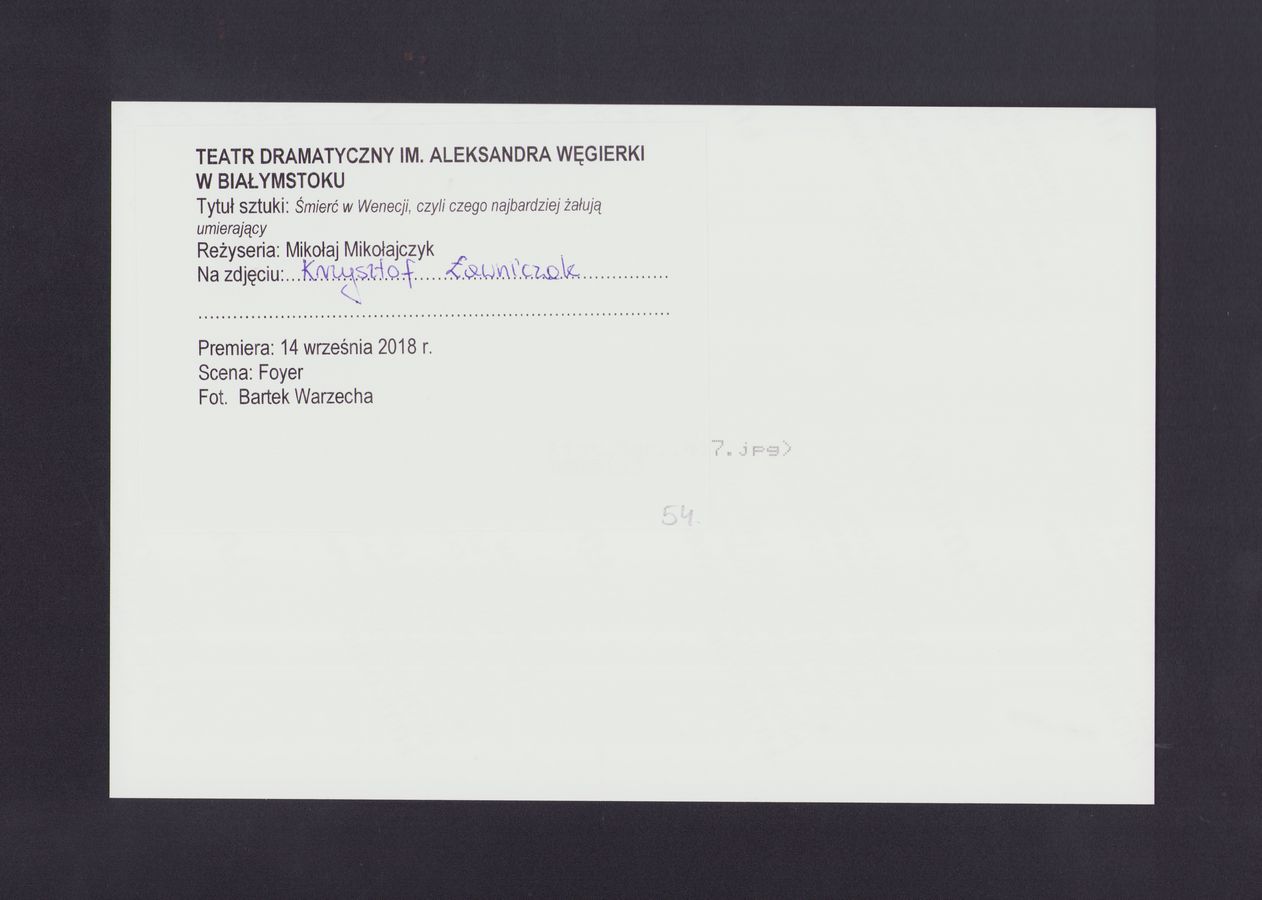 TEATR DRAMATYCZNY IM. ALEKSANDRA WĘGIERKI
W BIAŁYMSTOKU
Tytuł sztuki: Śmierć w Wenecji, czyli czego najbardziej żałują
umierający
Reżyseria: Mikołaj Mikołajczyk
Na zdjęciu:...Krzysztof Ławniczak...............
...................................................................................
Premiera: 14 września 2018 r.
Scena: Foyer
Fot. Bartek Warzecha
7.jpg>
54.